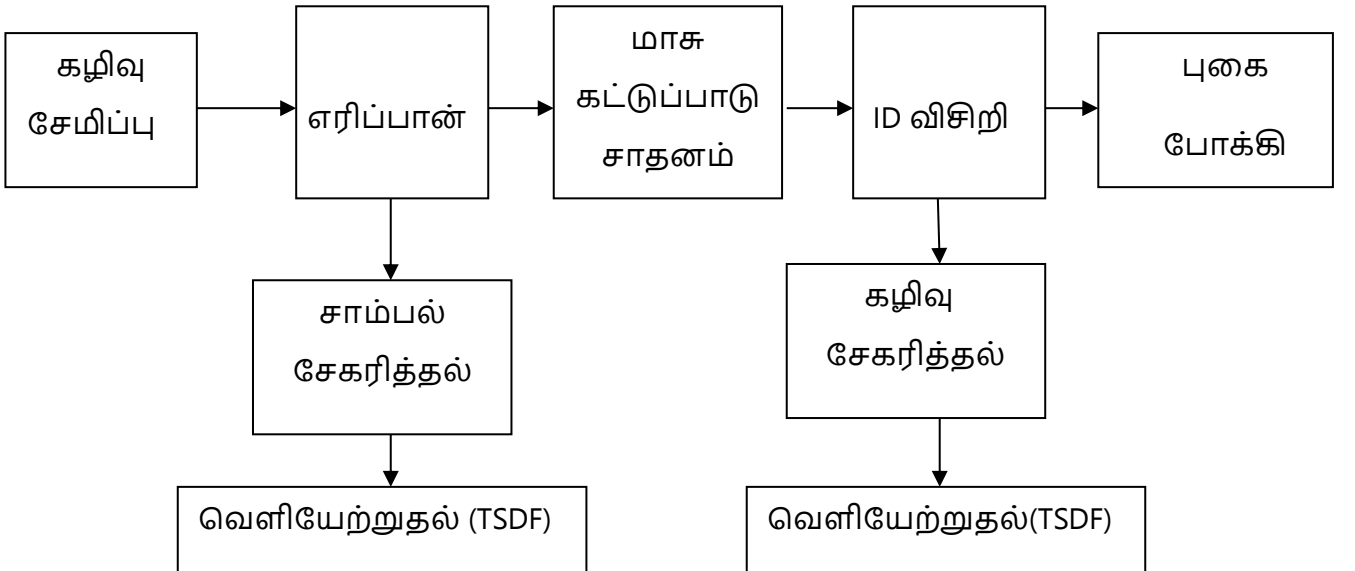 கழிவு
சேமிப்பு
எரிப்பான்
மாசு
கட்டுப்பாடு
சாதனம்
ID விசிறி
புகை
போக்கி
சாம்பல்
சேகரித்தல்
கழிவு
சேகரித்தல்
வெளியேற்றுதல் (TSDF)
வெளியேற்றுதல்(TSDF)